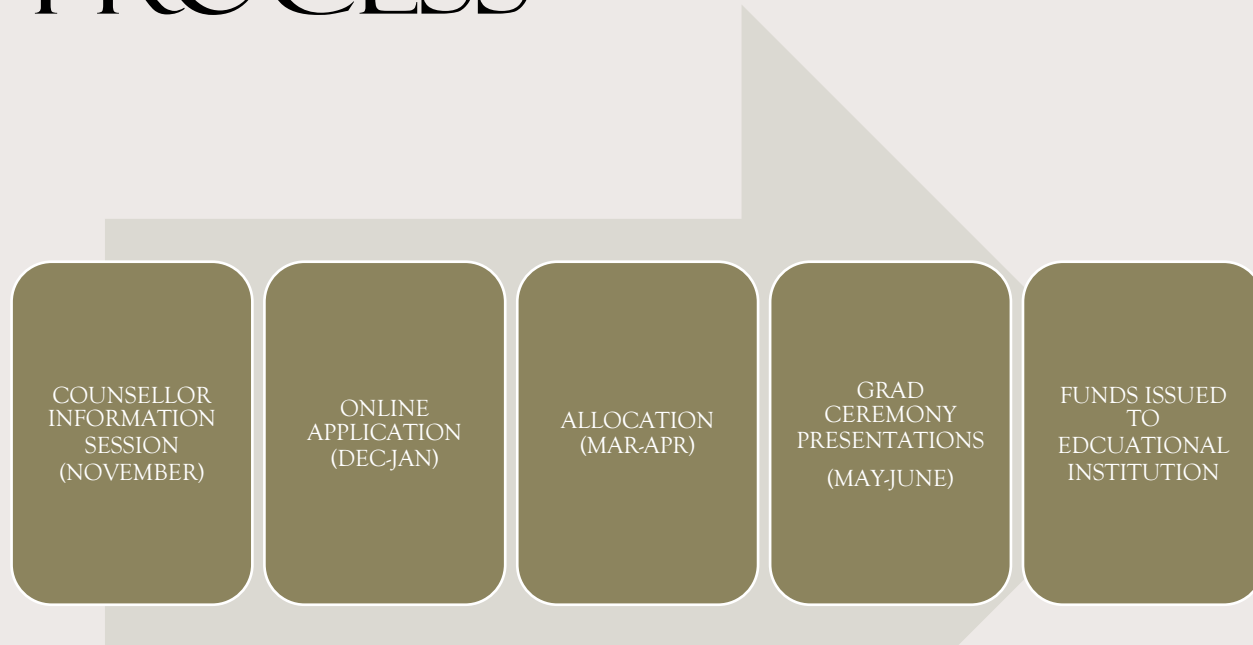 PROCESS
COUNSELLOR
INFORMATION
SESSION
(NOVEMBER)
ONLINE
APPLICATION
(DEC-JAN)
ALLOCATION
(MAR-APR)
GRAD
CEREMONY
PRESENTATIONS
(MAY-JUNE)
FUNDS ISSUED
TO
EDCUATIONAL
INSTITUTION